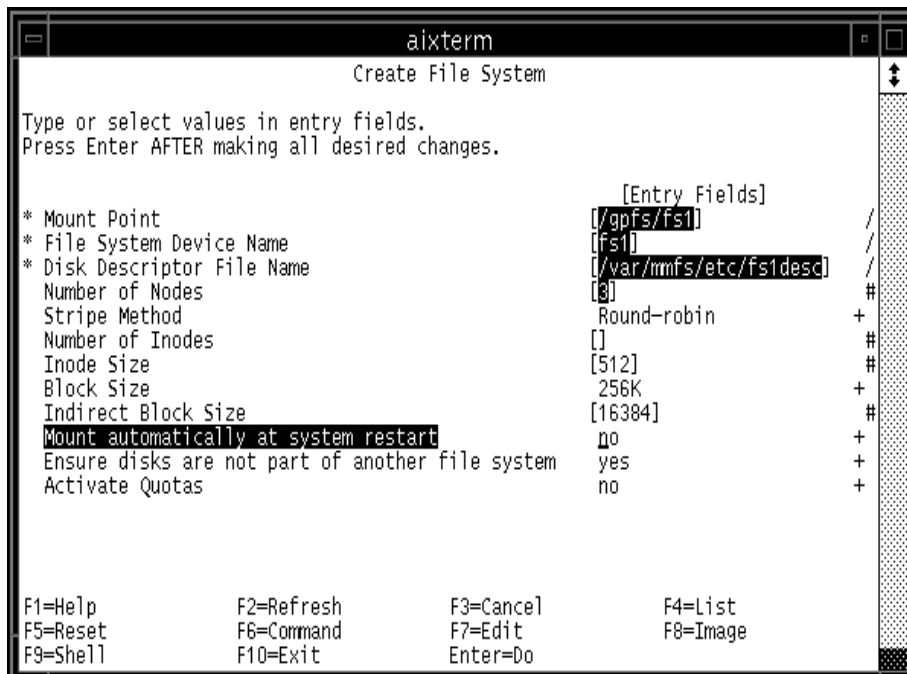 aixterm
Create File System
Type or select values in entry fields.
Press Enter AFTER making all desired changes.
[Entry Fields]
* Mount Point [/gpfs/fs1] /
* File System Device Name [fs1] /
* Disk Descriptor File Name [/var/mmfs/etc/fs1desc] /
Number of Nodes [3] #
Stripe Method Round-robin +
Number of Inodes [] #
Inode Size [512] #
Block Size 256K +
Indirect Block Size [16384] #
Mount automatically at system restart no +
Ensure disks are not part of another file system yes +
Activate Quotas no +
F1=Help F2=Refresh F3=Cancel F4=List
F5=Reset F6=Command F7=Edit F8=Image
F9=Shell F10=Exit Enter=Do